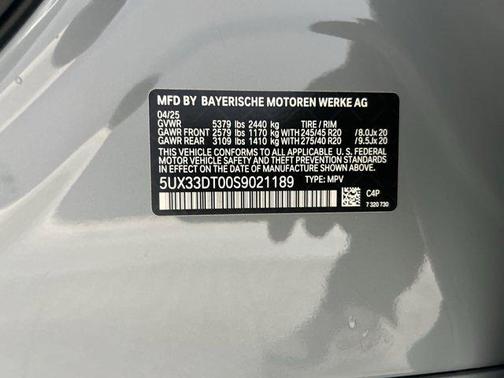 MFD BY BAYERISCHE MOTOREN WERKE AG
04/25
GVWR 5379 lbs 2440 kg TIRE / RIM
GAWR FRONT 2579 lbs 1170 kg 245/45 R20 / 8.0Jx 20
GAWR REAR 3109 lbs 1410 kg 275/40 R20 / 9.5Jx 20
THIS VEHICLE CONFORMS TO ALL APPLICABLE FEDERAL MOTOR VEHICLE SAFETY AND
THEFT PREVENTION STANDARDS IN EFFECT ON THE DATE OF MANUFACTURE SHOWN ABOVE.
5UX33DT00S9021189 TYPE: MPV
C4P
7 320 730